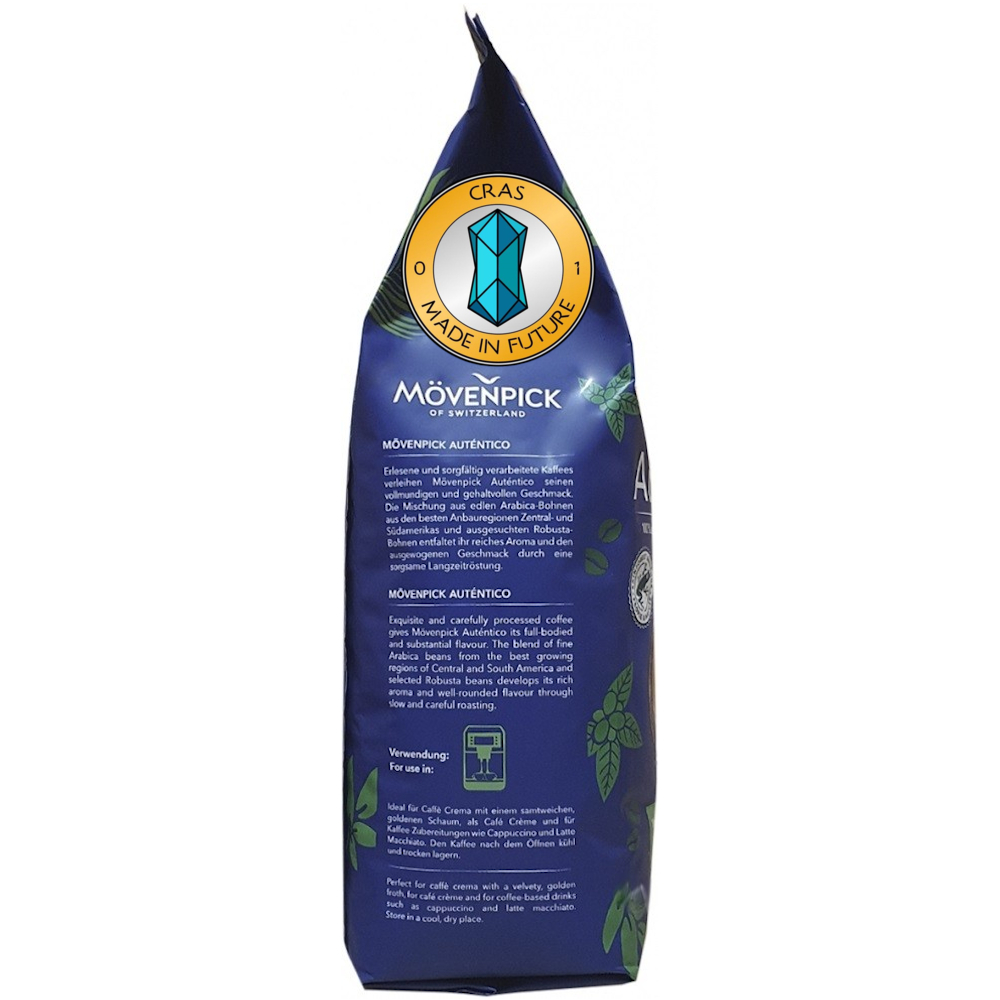 CRAS
0 1
MADE IN FUTURE
MÖVENPICK
OF SWITZERLAND
MÖVENPICK AUTÉNTICO
Erlesene und sorgfältig verarbeitete Kaffees
verleihen Mövenpick Auténtico seinen
vollmundigen und gehaltvollen Geschmack.
Die Mischung aus edlen Arabica-Bohnen
aus den besten Anbauregionen Zentral- und
Südamerikas und ausgesuchten Robusta-
Bohnen entfaltet ihr reiches Aroma und den
ausgewogenen Geschmack durch eine
sorgsame Langzeitröstung.
MÖVENPICK AUTÉNTICO
Exquisite and carefully processed coffee
gives Mövenpick Auténtico its full-bodied
and substantial flavour. The blend of fine
Arabica beans from the best growing
regions of Central and South America and
selected Robusta beans develops its rich
aroma and well-rounded flavour through
slow and careful roasting.
Verwendung:
For use in:
Ideal für Caffè Crema mit einem samtweichen,
goldenen Schaum, als Café Crème und für
Kaffee-Zubereitungen wie Cappuccino und Latte
Macchiato. Den Kaffee nach dem Öffnen kühl
und trocken lagern.
Perfect for caffè crema with a velvety, golden
froth, for café crème and for coffee-based drinks
such as cappuccino and latte macchiato.
Store in a cool, dry place.